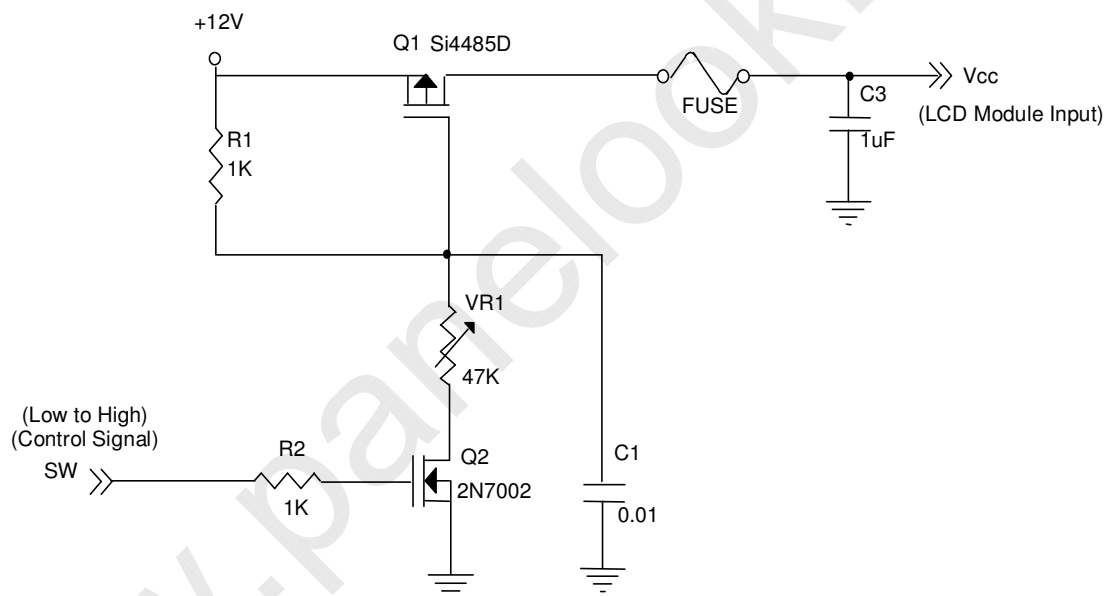 +12V
Q1 Si4485D
Vcc
C3
FUSE
(LCD Module Input)
R1
1uF
1K
VR1
47K
(Low to High)
(Control Signal)
R2
Q2
C1
SW
2N7002
1K
0.01
w.panelook.